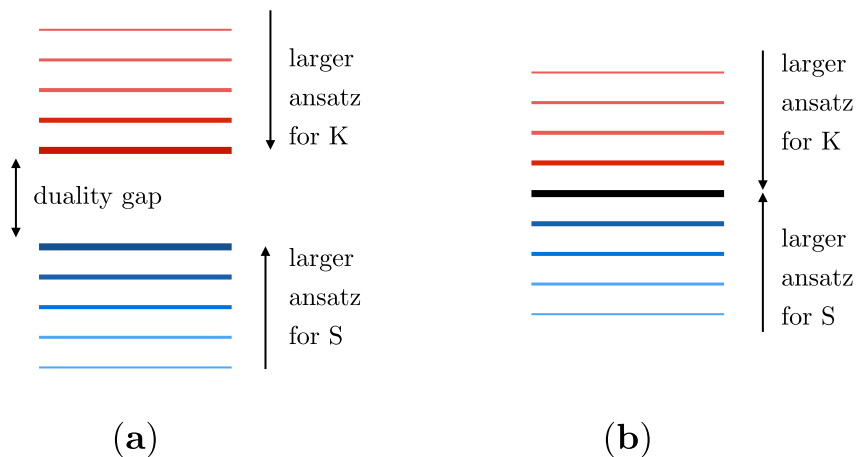 larger
ansatz
for K
duality gap
larger
ansatz
for S
(a)
larger
ansatz
for K
larger
ansatz
for S
(b)